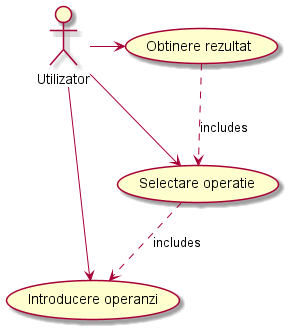 Obtinere rezultat
Utilizator
includes
Selectare operatie
includes
Introducere operanzi